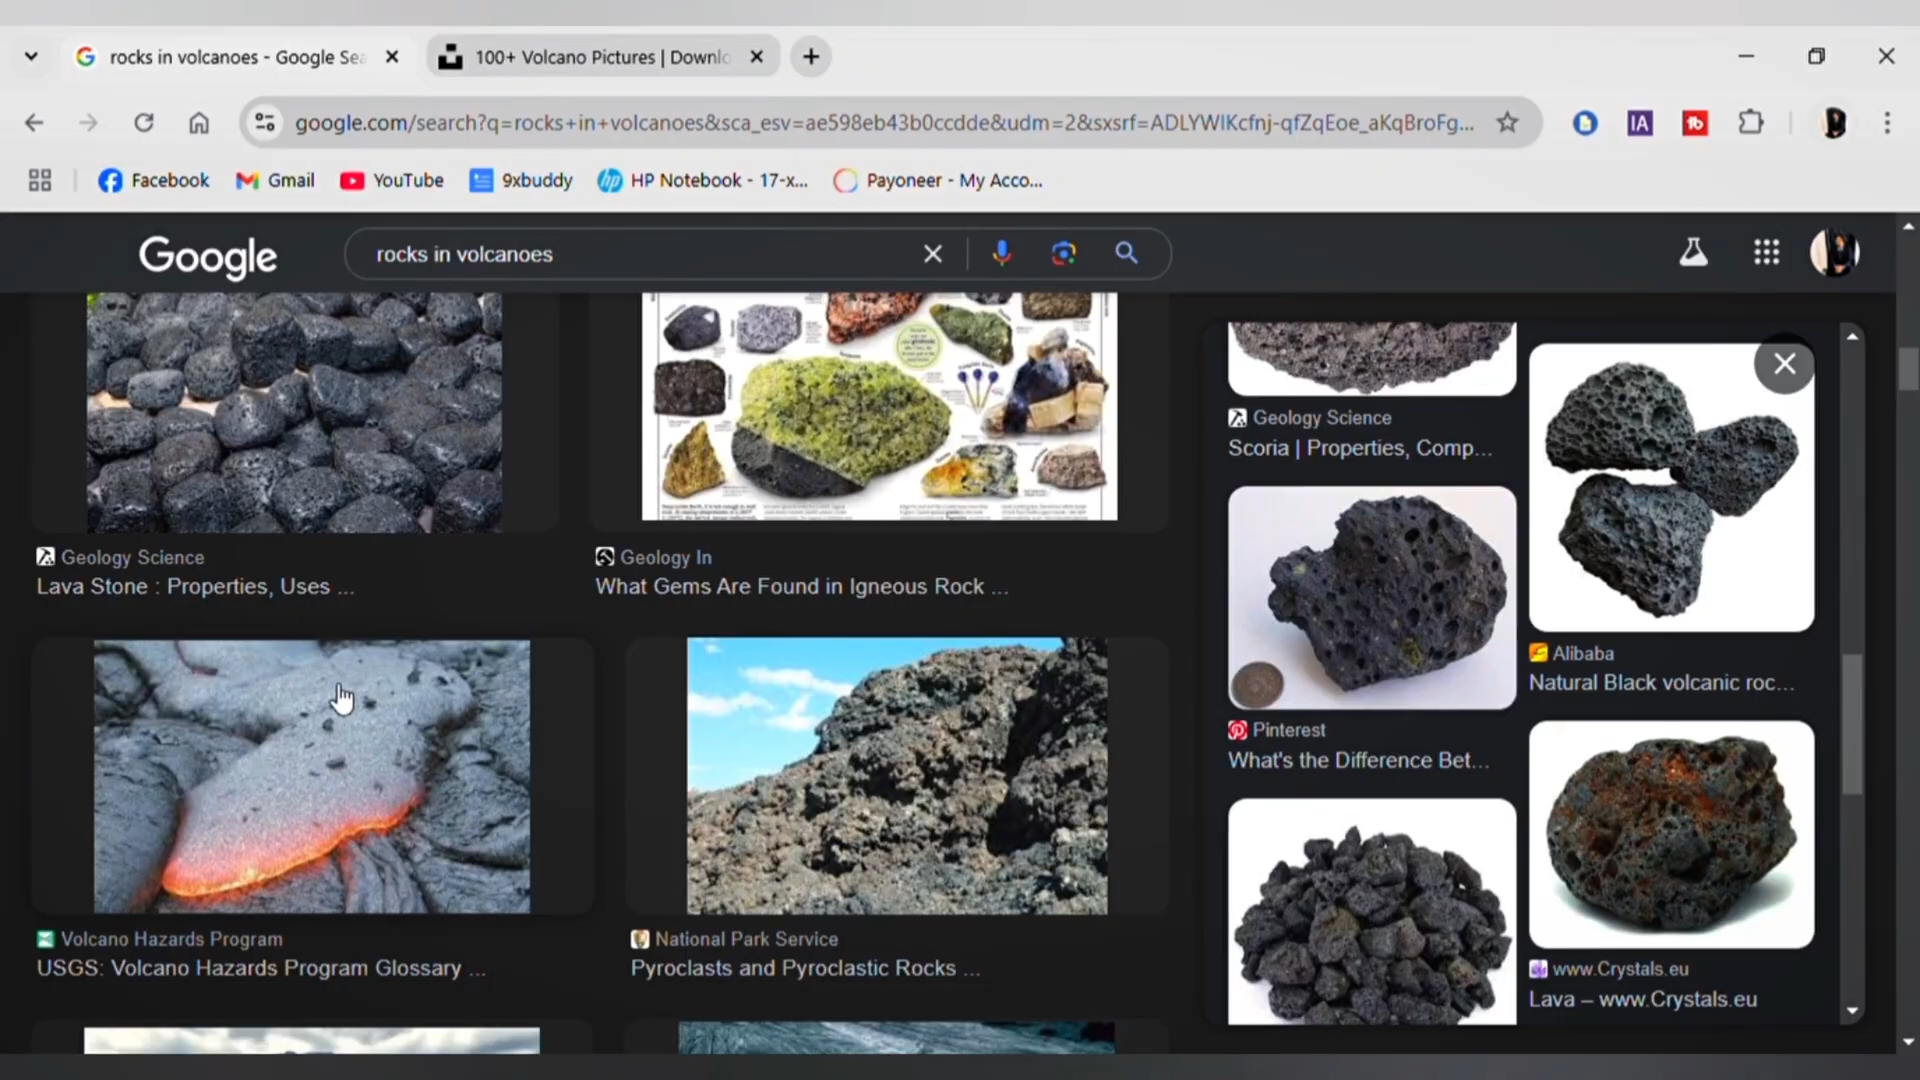 rocks in volcanoes - Google Sea
100+ Volcano Pictures | Downlo
google.com/search?q=rocks+in+volcanoes&sca_esv=ae598eb43b0ccdde&udm=2&sxsrf=ADLYWIKcfnj-qfZqEoe_aKqBroFg...
IA
Facebook
Gmail
YouTube
9xbuddy
HP Notebook - 17-x...
Payoneer - My Acco...
Google
rocks in volcanoes
Geology Science
Lava Stone : Properties, Uses ...
Geology In
What Gems Are Found in Igneous Rock ...
Volcano Hazards Program
USGS: Volcano Hazards Program Glossary ...
National Park Service
Pyroclasts and Pyroclastic Rocks ...
Geology Science
Scoria | Properties, Comp...
Pinterest
What's the Difference Bet...
Alibaba
Natural Black volcanic roc...
www.Crystals.eu
Lava – www.Crystals.eu